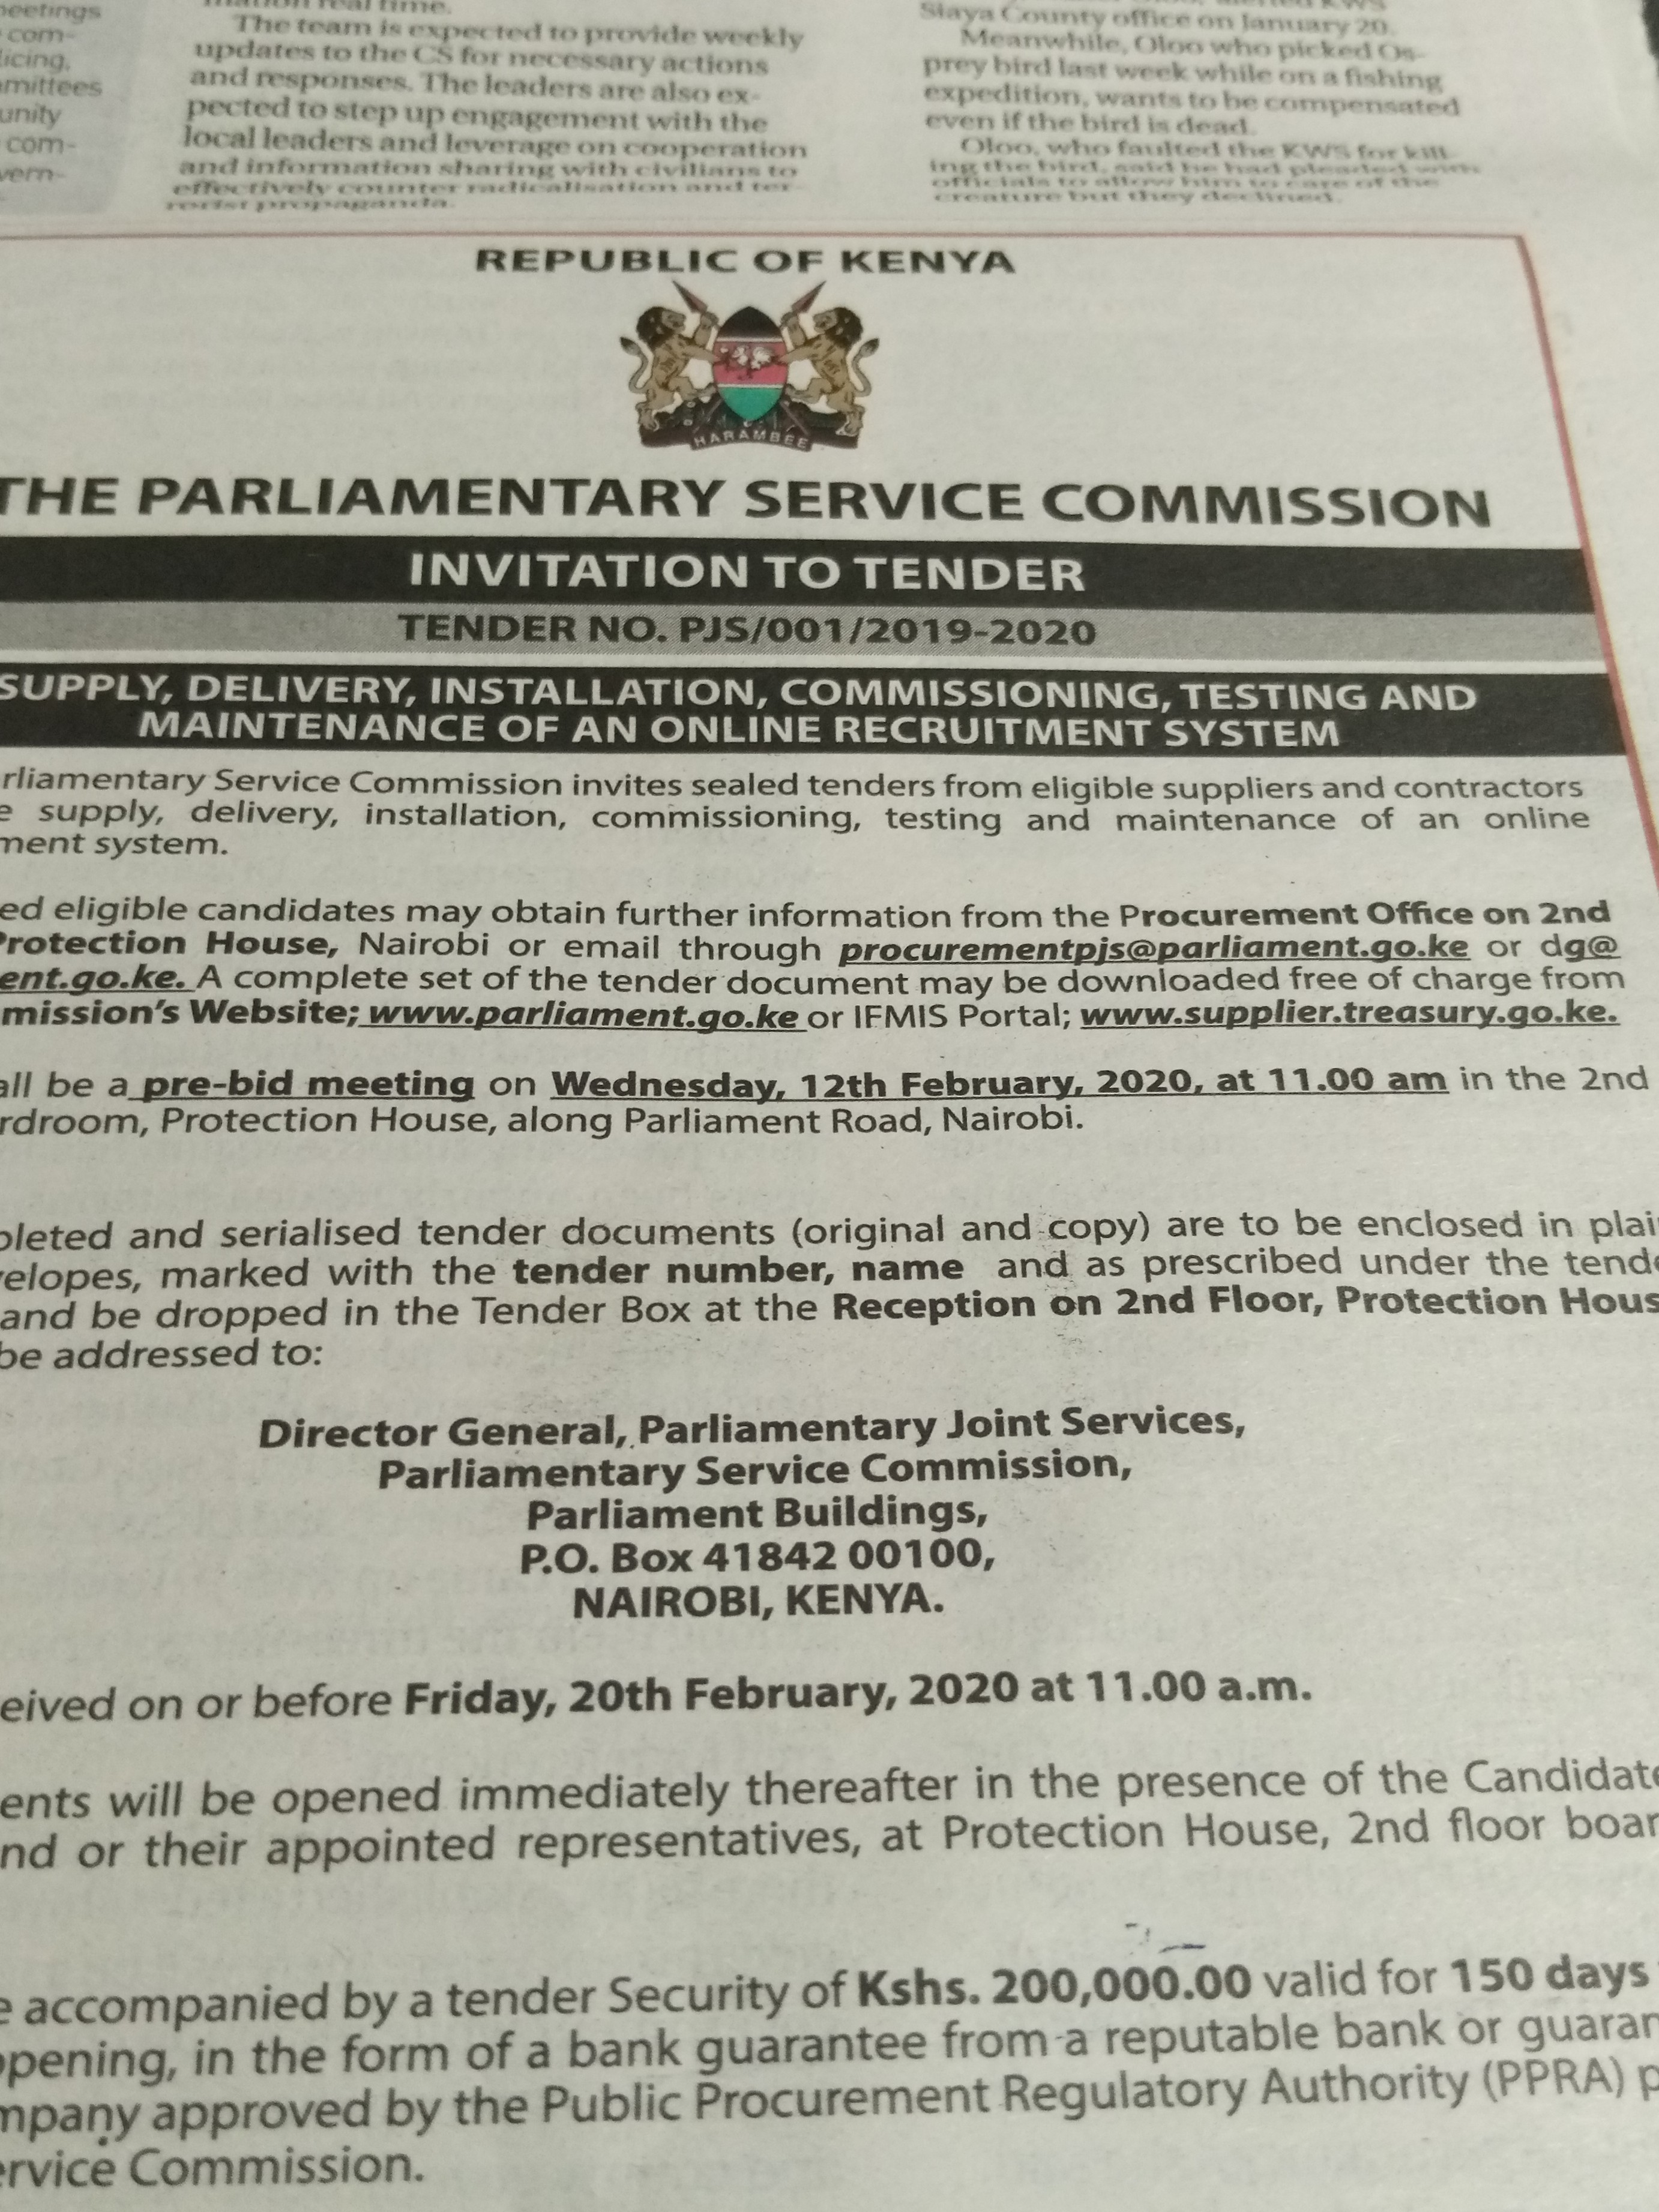 eetings
com-
licing,
mmittees
unity
com-
vern-
mation real time.
The team is expected to provide weekly
updates to the CS for necessary actions
and responses. The leaders are also ex-
pected to step up engagement with the
local leaders and leverage on cooperation
and information sharing with civilians to
effectively counter radicalisation and ter-
rorist propaganda.
Siaya County office on January 20.
Meanwhile, Oloo who picked Os-
prey bird last week while on a fishing
expedition, wants to be compensated
even if the bird is dead.
Oloo, who faulted the KWS for kill-
ing the bird, said he had pleaded with
officials to allow him to care of the
creature but they declined.
REPUBLIC OF KENYA
HARAMBEE
THE PARLIAMENTARY SERVICE COMMISSION
INVITATION TO TENDER
TENDER NO. PJS/001/2019-2020
SUPPLY, DELIVERY, INSTALLATION, COMMISSIONING, TESTING AND
MAINTENANCE OF AN ONLINE RECRUITMENT SYSTEM
rliamentary Service Commission invites sealed tenders from eligible suppliers and contractors
e supply, delivery, installation, commissioning, testing and maintenance of an online
ment system.
ed eligible candidates may obtain further information from the Procurement Office on 2nd
Protection House, Nairobi or email through procurementpjs@parliament.go.ke or dg@
ent.go.ke. A complete set of the tender document may be downloaded free of charge from
mission's Website; www.parliament.go.ke or IFMIS Portal; www.supplier.treasury.go.ke.
all be a pre-bid meeting on Wednesday, 12th February, 2020, at 11.00 am in the 2nd
rdroom, Protection House, along Parliament Road, Nairobi.
pleted and serialised tender documents (original and copy) are to be enclosed in plai
velopes, marked with the tender number, name and as prescribed under the tend
and be dropped in the Tender Box at the Reception on 2nd Floor, Protection Hous
be addressed to:
Director General, Parliamentary Joint Services,
Parliamentary Service Commission,
Parliament Buildings,
P.O. Box 41842 00100,
NAIROBI, KENYA.
eived on or before Friday, 20th February, 2020 at 11.00 a.m.
ents will be opened immediately thereafter in the presence of the Candidate
nd or their appointed representatives, at Protection House, 2nd floor boar
e accompanied by a tender Security of Kshs. 200,000.00 valid for 150 days
pening, in the form of a bank guarantee from a reputable bank or guaran
mpany approved by the Public Procurement Regulatory Authority (PPRA) p
ervice Commission.